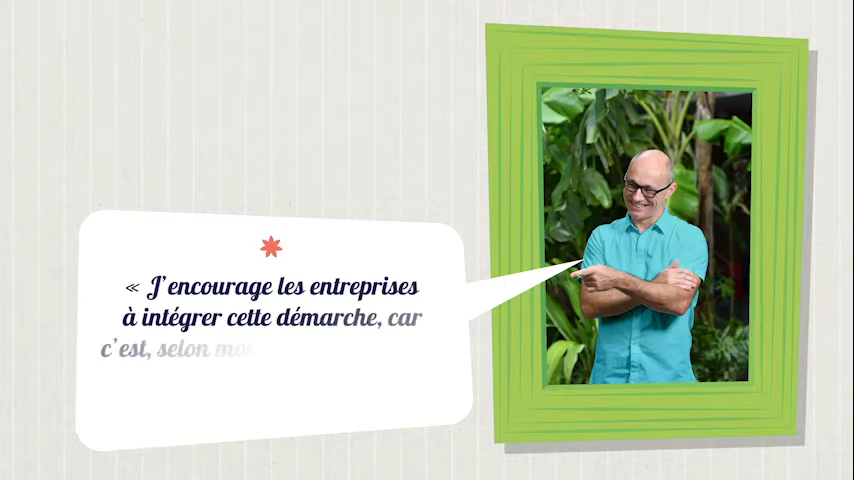 « J'encourage les entreprises
à intégrer cette démarche, car
c'est, selon